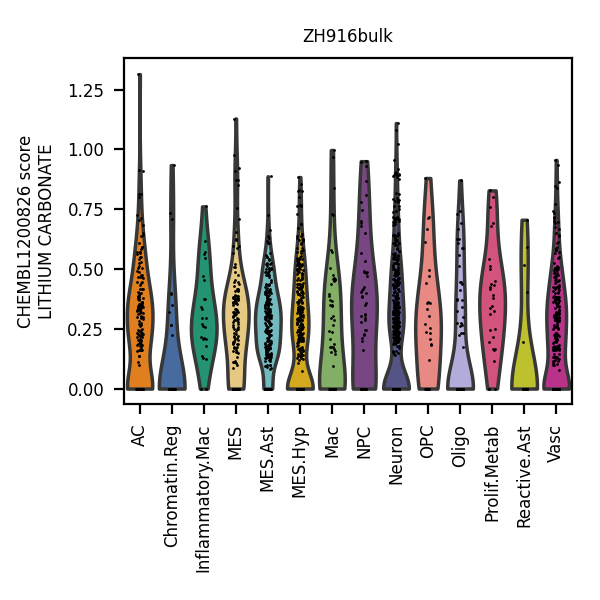 ZH916bulk
CHEMBL1200826 score
LITHIUM CARBONATE
1.25
1.00
0.75
0.50
0.25
0.00
AC
Chromatin.Reg
Inflammatory.Mac
MES
MES.Ast
MES.Hyp
Mac
NPC
Neuron
OPC
Oligo
Prolif.Metab
Reactive.Ast
Vasc